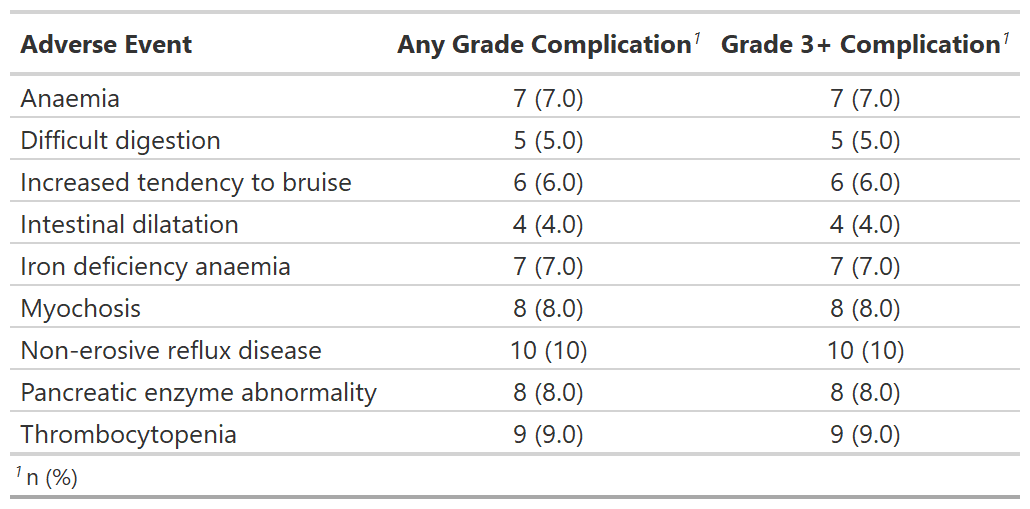 Adverse Event Any Grade Complication1 Grade 3+ Complication1
Anaemia 7 (7.0) 7 (7.0)
Difficult digestion 5 (5.0) 5 (5.0)
Increased tendency to bruise 6 (6.0) 6 (6.0)
Intestinal dilatation 4 (4.0) 4 (4.0)
Iron deficiency anaemia 7 (7.0) 7 (7.0)
Myochosis 8 (8.0) 8 (8.0)
Non-erosive reflux disease 10 (10) 10 (10)
Pancreatic enzyme abnormality 8 (8.0) 8 (8.0)
Thrombocytopenia 9 (9.0) 9 (9.0)
1 n (%)